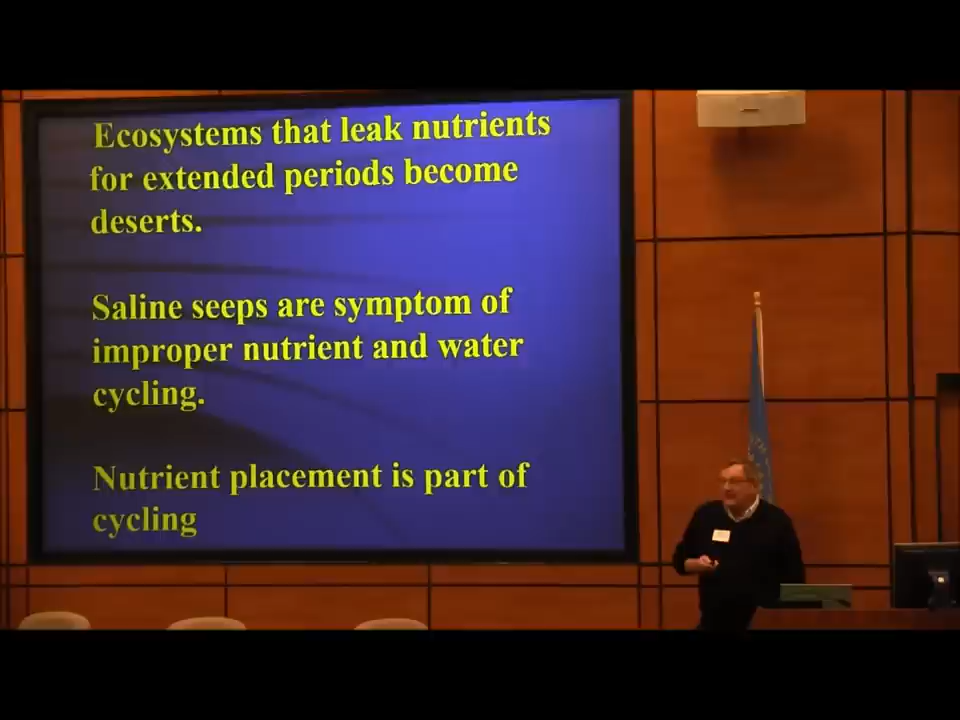 Ecosystems that leak nutrients
for extended periods become
deserts.
Saline seeps are symptom of
improper nutrient and water
cycling.
Nutrient placement is part of
cycling